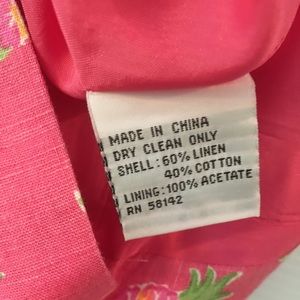 MADE IN CHINA
DRY CLEAN ONLY
SHELL: 60% LINEN
40% COTTON
LINING: 100% ACETATE
RN 58142